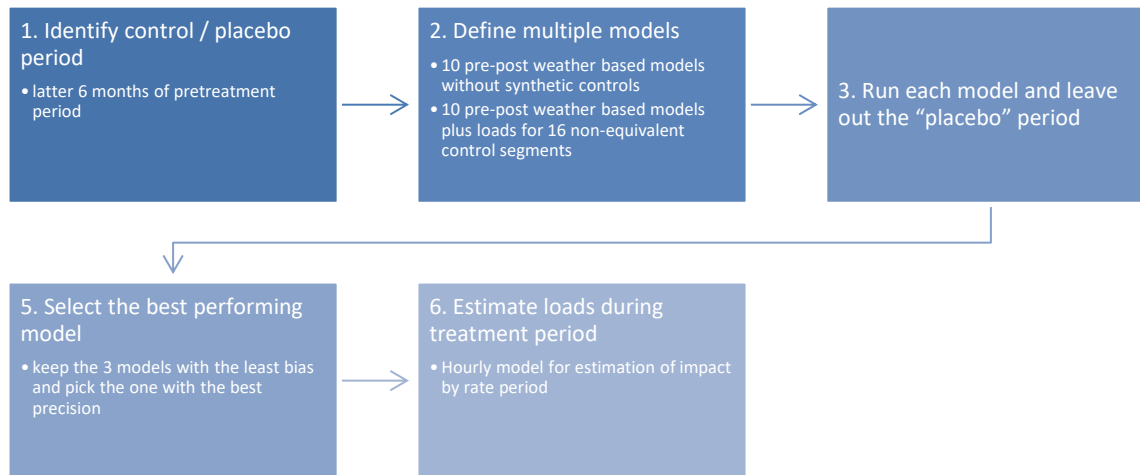 1. Identify control / placebo
period
• latter 6 months of pretreatment
period
2. Define multiple models
• 10 pre-post weather based models
without synthetic controls
• 10 pre-post weather based models
plus loads for 16 non-equivalent
control segments
3. Run each model and leave
out the “placebo” period
5. Select the best performing
model
• keep the 3 models with the least bias
and pick the one with the best
precision
6. Estimate loads during
treatment period
• Hourly model for estimation of impact
by rate period